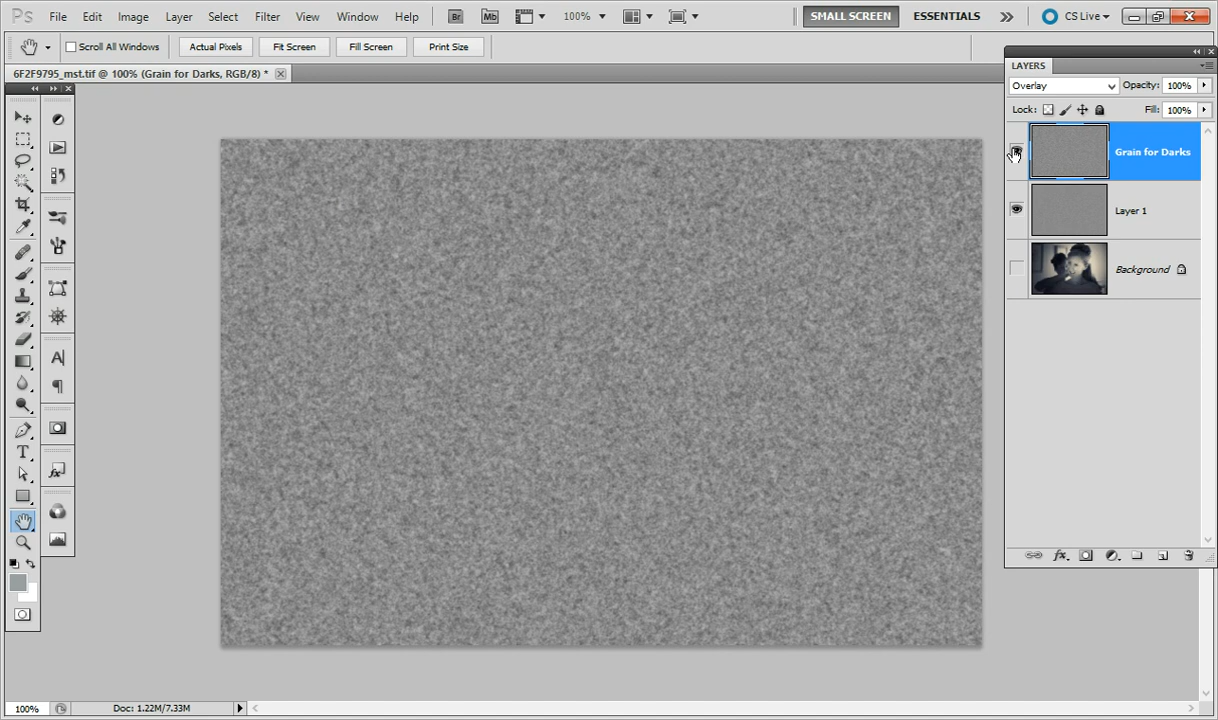 Ps File Edit Image Layer Select Filter View Window Help Br Mb 100% SMALL SCREEN ESSENTIALS CS Live
Scroll All Windows Actual Pixels Fit Screen Fill Screen Print Size
6F2F9795_mst.tif @ 100% (Grain for Darks, RGB/8) *
LAYERS
Overlay Opacity: 100%
Lock: Fill: 100%
Grain for Darks
Layer 1
Background
100% Doc: 1.22M/7.33M